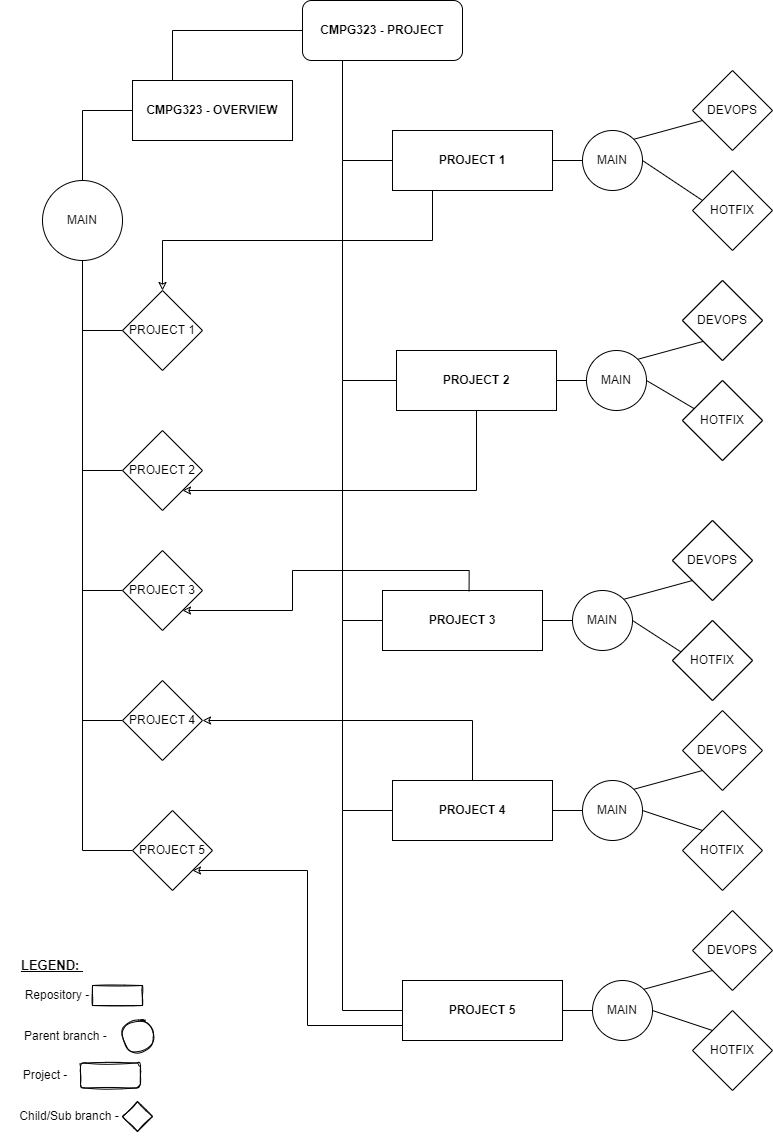 CMPG323 - PROJECT
CMPG323 - OVERVIEW
DEVOPS
PROJECT 1
MAIN
MAIN
HOTFIX
PROJECT 1
DEVOPS
PROJECT 2
MAIN
HOTFIX
PROJECT 2
DEVOPS
PROJECT 3
PROJECT 3
MAIN
HOTFIX
PROJECT 4
DEVOPS
PROJECT 4
MAIN
PROJECT 5
HOTFIX
DEVOPS
LEGEND:
Repository -
PROJECT 5
MAIN
Parent branch -
HOTFIX
Project -
Child/Sub branch -